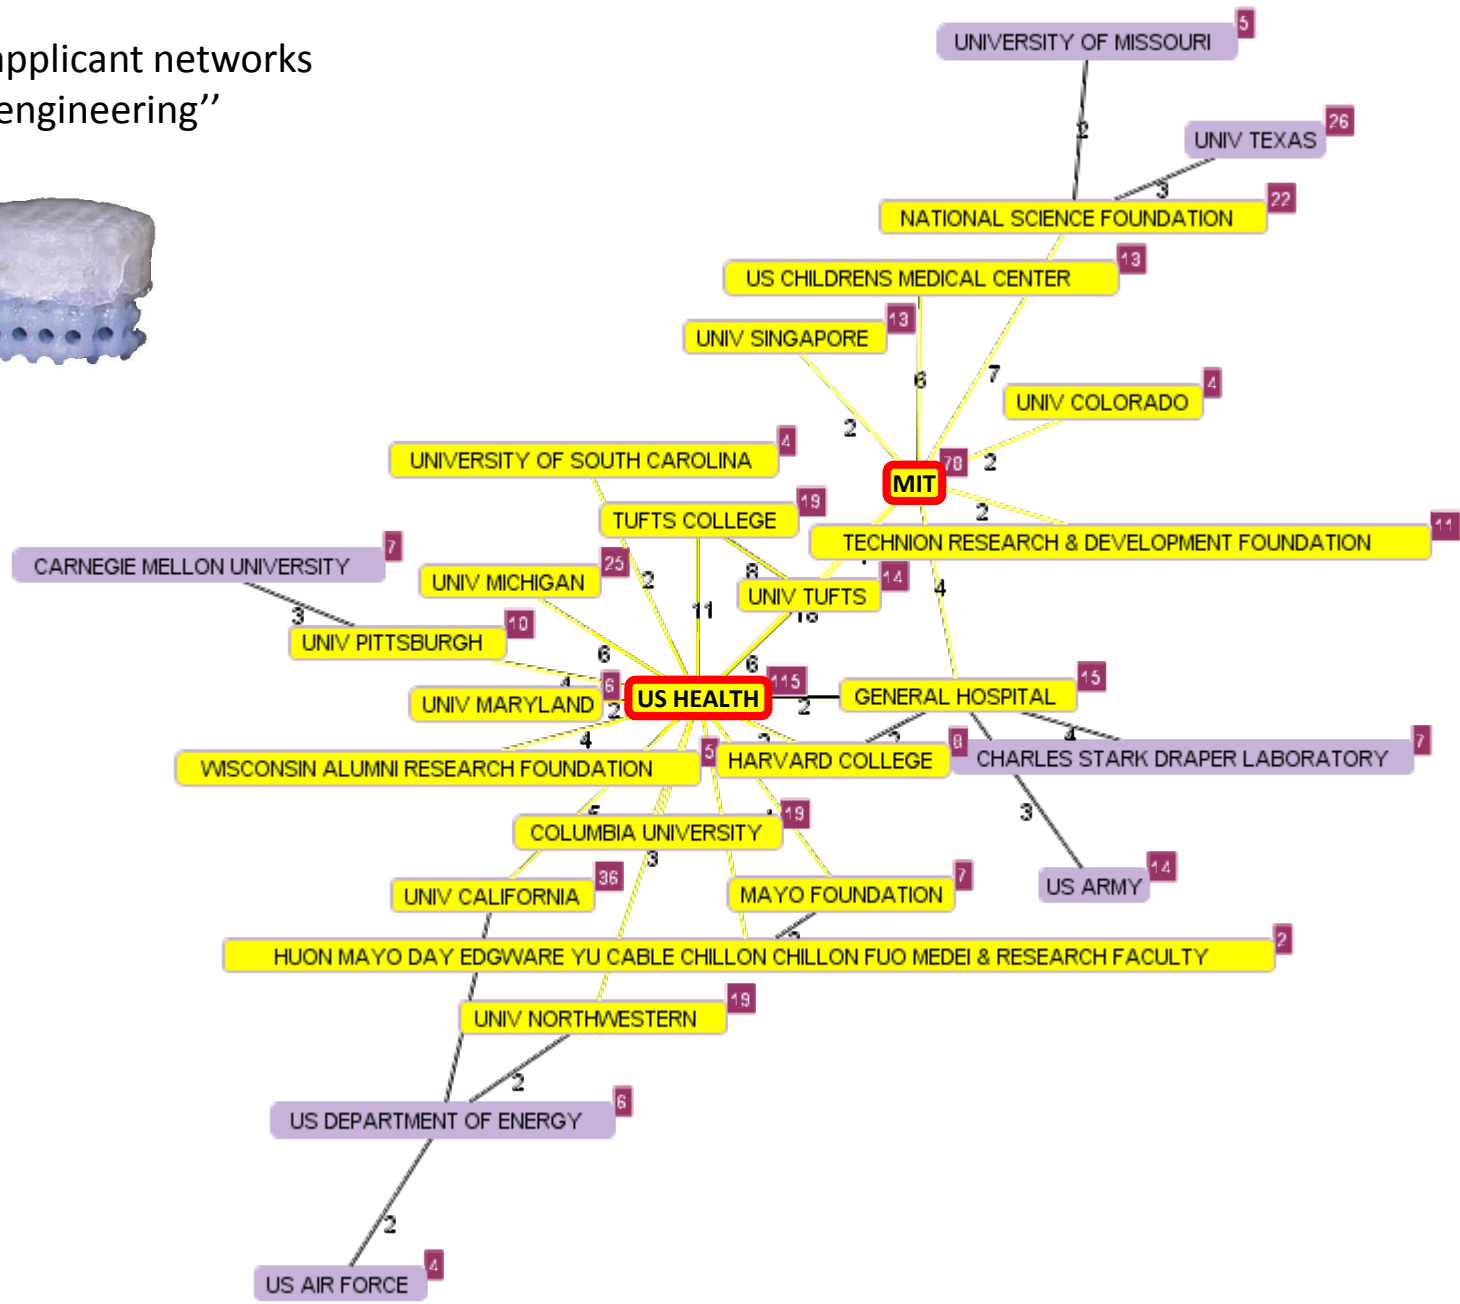 applicant networks
engineering’’
UNIVERSITY OF MISSOURI 5
2
UNIV TEXAS 26
3
NATIONAL SCIENCE FOUNDATION 22
US CHILDRENS MEDICAL CENTER 13
UNIV SINGAPORE 13
6
7
UNIV COLORADO 4
2
UNIVERSITY OF SOUTH CAROLINA 4
MIT 78
2
TUFTS COLLEGE 19
2
TECHNION RESEARCH & DEVELOPMENT FOUNDATION 11
CARNEGIE MELLON UNIVERSITY 7
UNIV MICHIGAN 25
2
8
UNIV TUFTS 14
4
11
3
UNIV PITTSBURGH 10
6
6
4
UNIV MARYLAND 6
2
US HEALTH 115
2
GENERAL HOSPITAL 15
4
4
WISCONSIN ALUMNI RESEARCH FOUNDATION 5
HARVARD COLLEGE 8
CHARLES STARK DRAPER LABORATORY 7
3
COLUMBIA UNIVERSITY 19
3
UNIV CALIFORNIA 36
MAYO FOUNDATION 7
US ARMY 14
HUON MAYO DAY EDGWARE YU CABLE CHILLON CHILLON FUO MEDEI & RESEARCH FACULTY 2
UNIV NORTHWESTERN 19
2
US DEPARTMENT OF ENERGY 6
2
US AIR FORCE 4